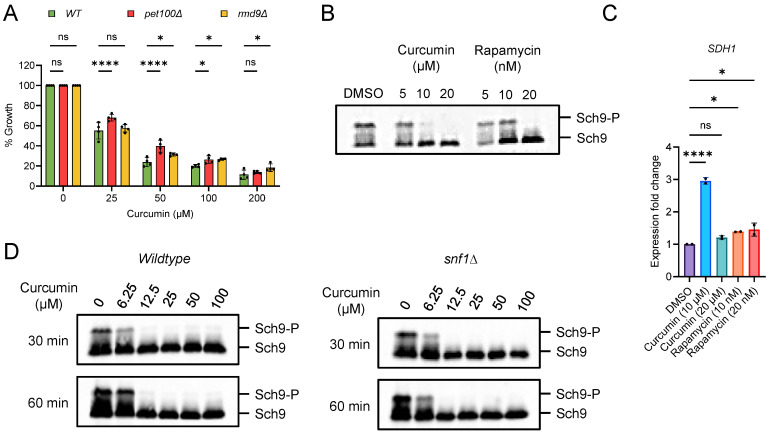 A
WT
pet100Δ
rmd9Δ
ns
ns
*
*
*
ns
****
****
*
ns
% Growth
120
100
80
60
40
20
0
0
25
50
100
200
Curcumin (µM)
B
Curcumin
(µM)
Rapamycin
(nM)
DMSO
5
10
20
5
10
20
Sch9-P
Sch9
C
SDH1
*
*
ns
****
Expression fold change
4
3
2
1
0
DMSO
Curcumin (10 µM)
Curcumin (20 µM)
Rapamycin (10 nM)
Rapamycin (20 nM)
D
Wildtype
Curcumin
(µM)
0
6.25
12.5
25
50
100
30 min
Sch9-P
Sch9
60 min
Sch9-P
Sch9
snf1Δ
Curcumin
(µM)
0
6.25
12.5
25
50
100
30 min
Sch9-P
Sch9
60 min
Sch9-P
Sch9